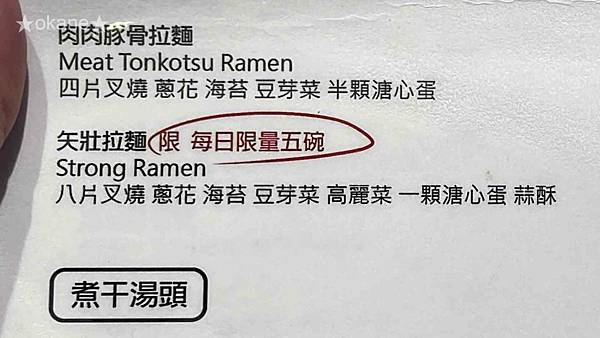 ★okane★
肉肉豚骨拉麵
Meat Tonkotsu Ramen
四片叉燒 蔥花 海苔 豆芽菜 半顆溏心蛋
矢壯拉麵 限 每日限量五碗
Strong Ramen
八片叉燒 蔥花 海苔 豆芽菜 高麗菜 一顆溏心蛋 蒜酥
煮干湯頭